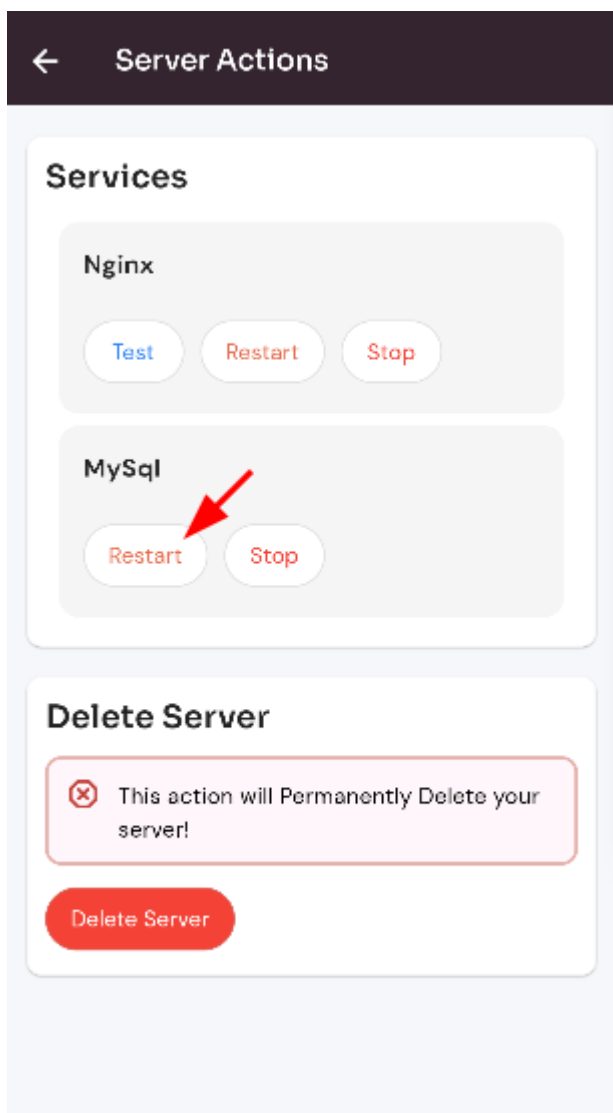 Server Actions
Services
Nginx
Test Restart Stop
MySql
Restart Stop
Delete Server
This action will Permanently Delete your
server!
Delete Server